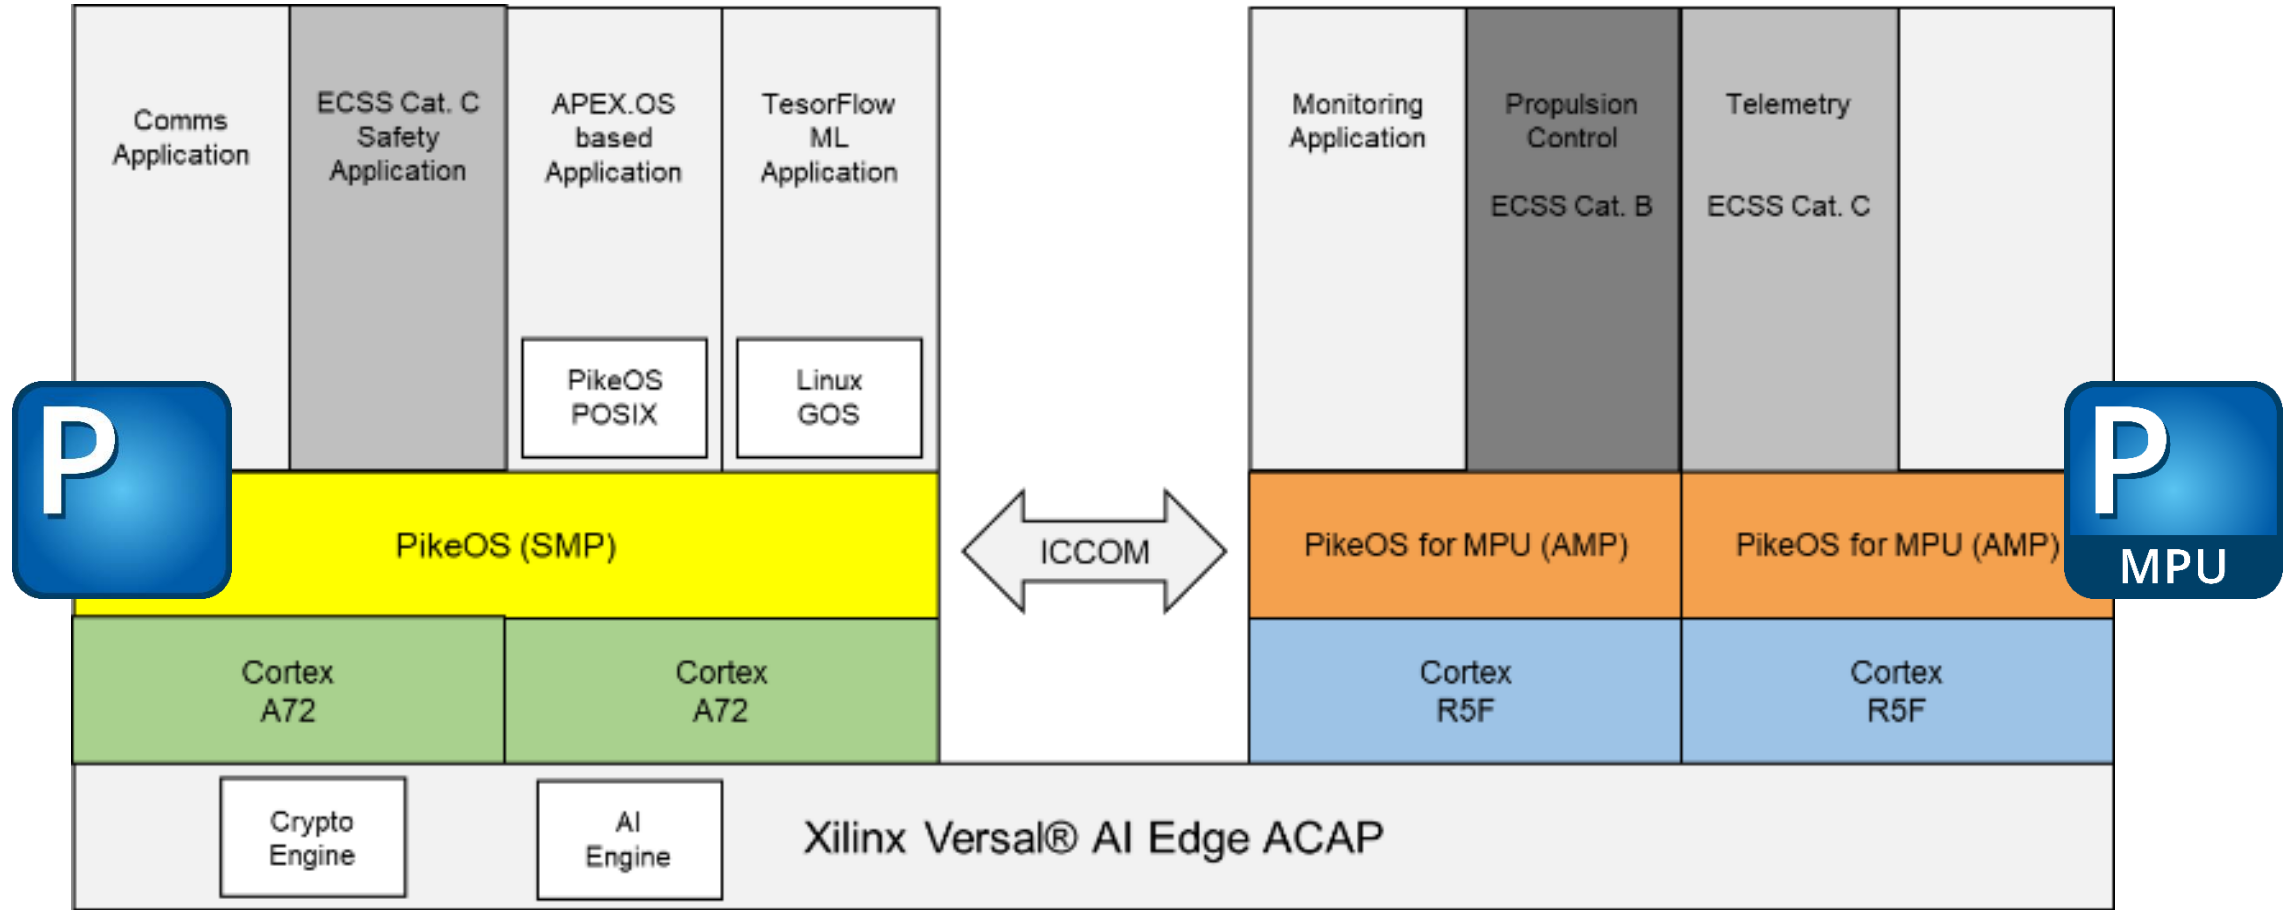 Comms
Application
ECSS Cat. C
Safety
Application
APEX.OS
based
Application
TesorFlow
ML
Application
PikeOS
POSIX
Linux
GOS
P
PikeOS (SMP)
Cortex
A72
Cortex
A72
ICCOM
Monitoring
Application
Propulsion
Control
ECSS Cat. B
Telemetry
ECSS Cat. C
PikeOS for MPU (AMP)
PikeOS for MPU (AMP)
P
MPU
Cortex
R5F
Cortex
R5F
Crypto
Engine
AI
Engine
Xilinx Versal® AI Edge ACAP